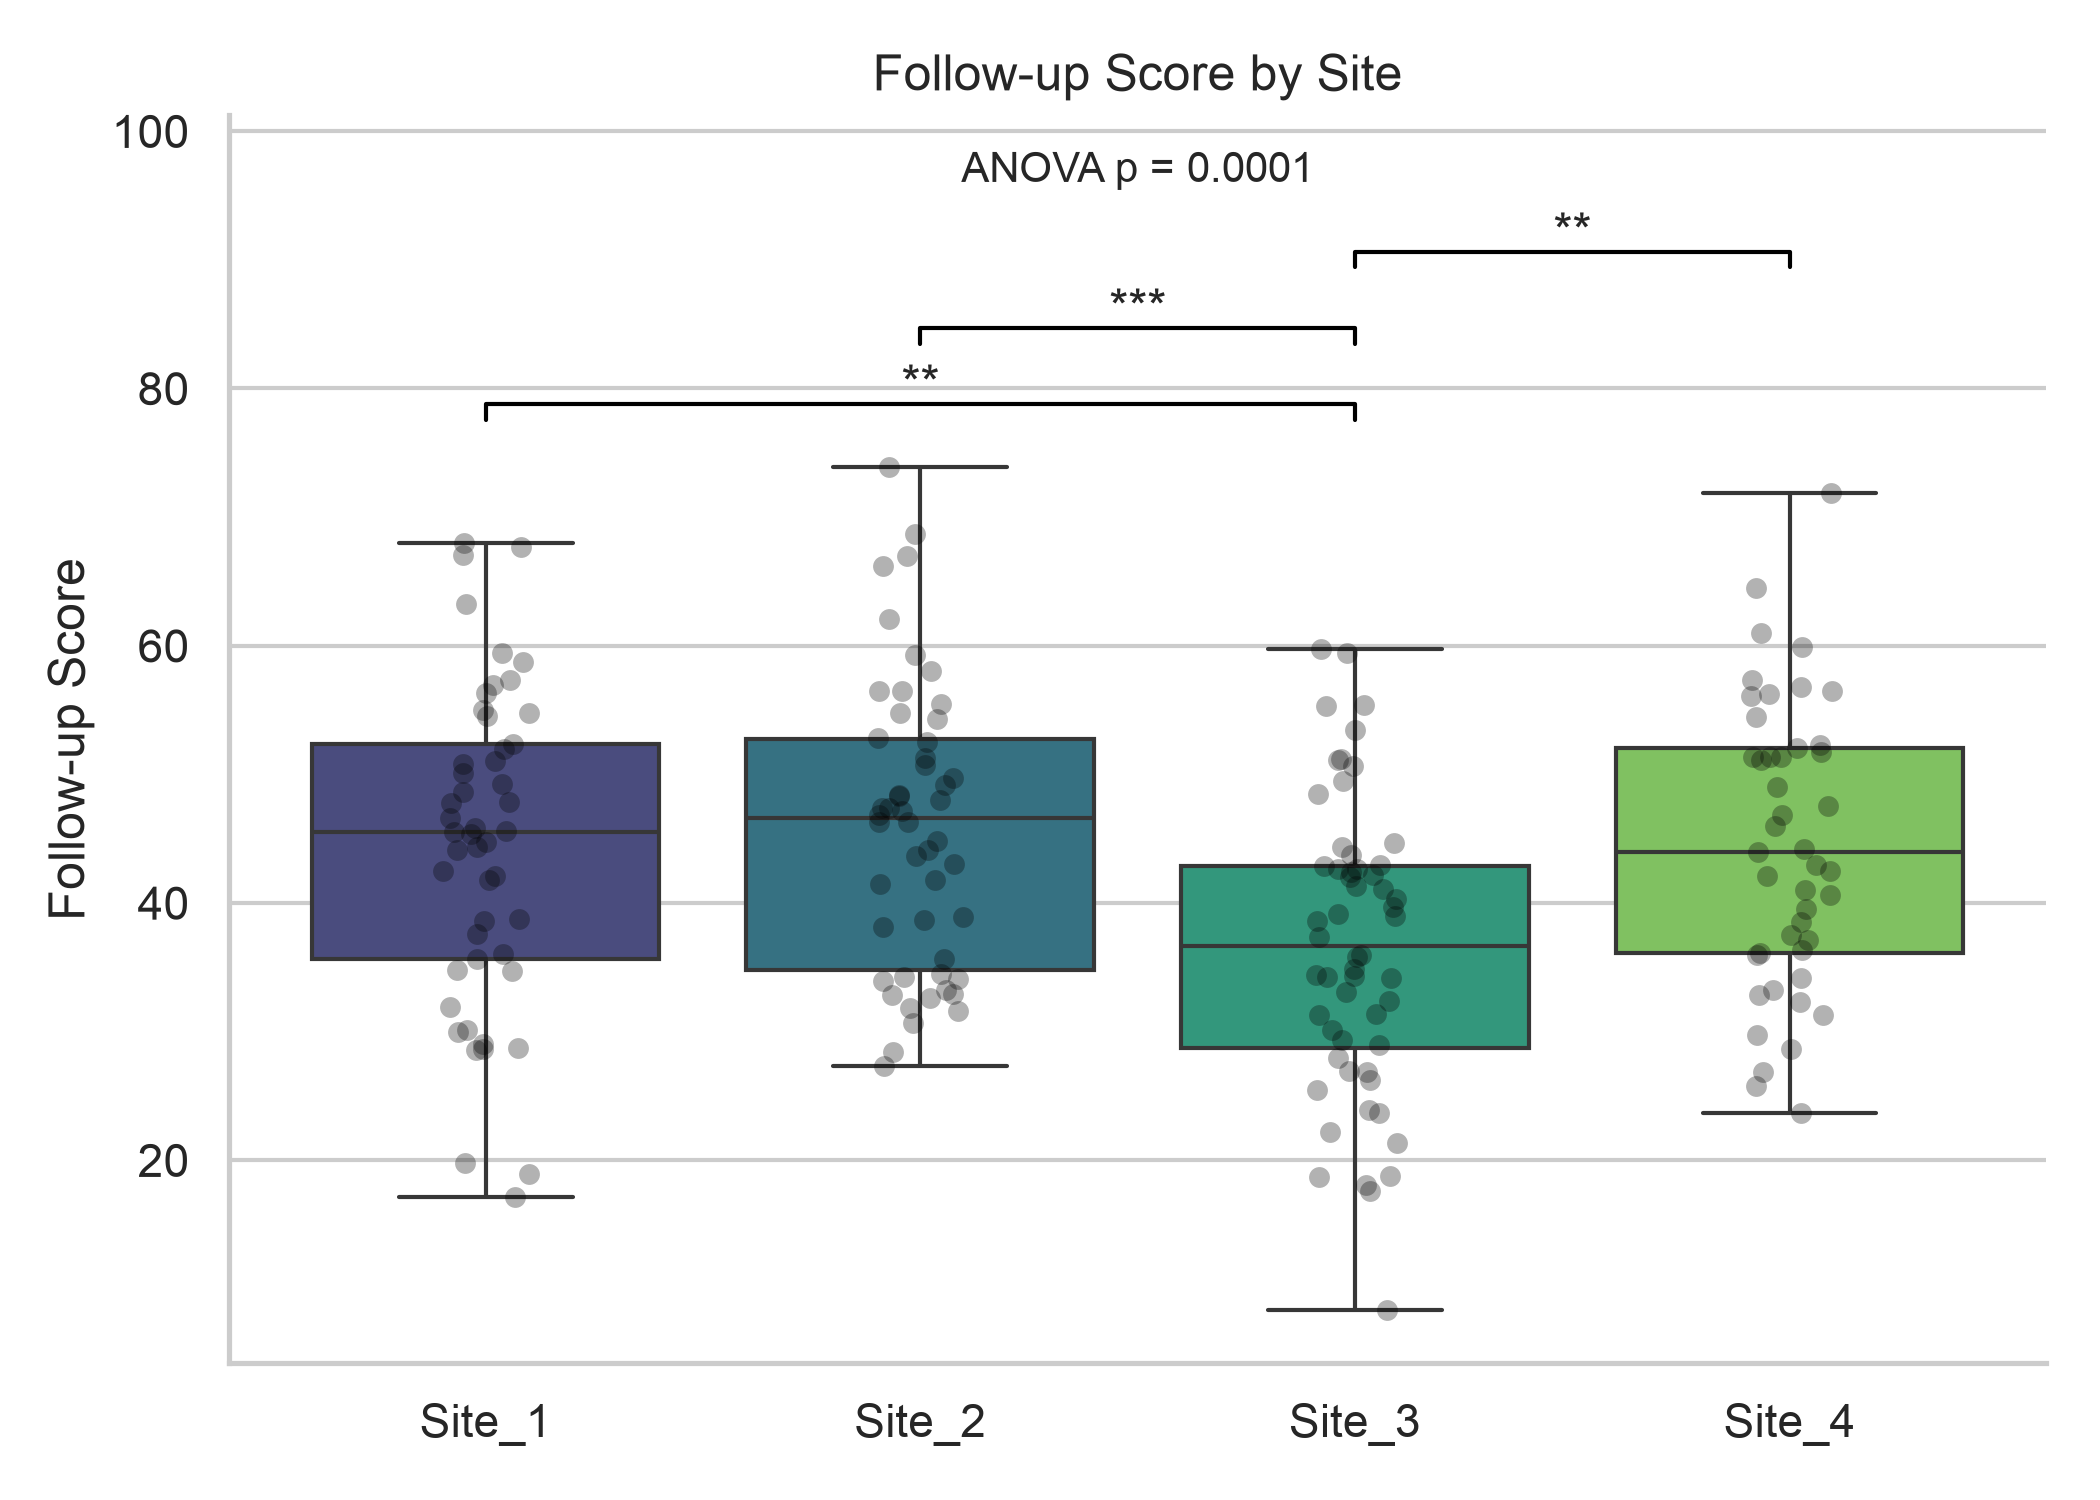 Follow-up Score by Site
100
ANOVA p = 0.0001
**
***
**
80
60
40
20
Follow-up Score
Site_1
Site_2
Site_3
Site_4